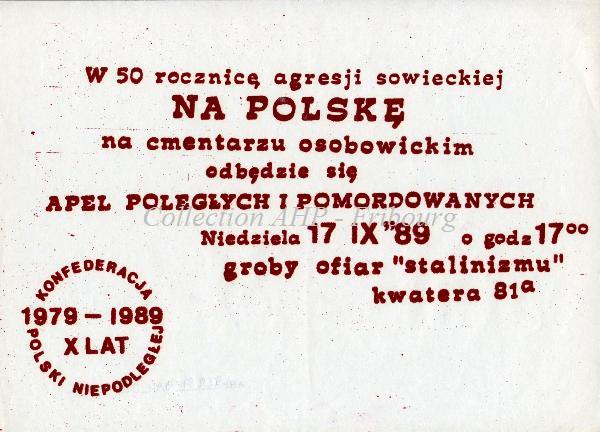 W 50 rocznicę agresji sowieckiej
NA POLSKĘ
na cmentarzu osobowickim
odbędzie się
APEL POLEGŁYCH I POMORDOWANYCH
Collection AHP - Fribourg
Niedziela 17 IX"89 o godz 17ºº
groby ofiar "stalinizmu"
kwatera 81a
KONFEDERACJA
1979 – 1989
X LAT
POLSKI NIEPODLEGŁEJ